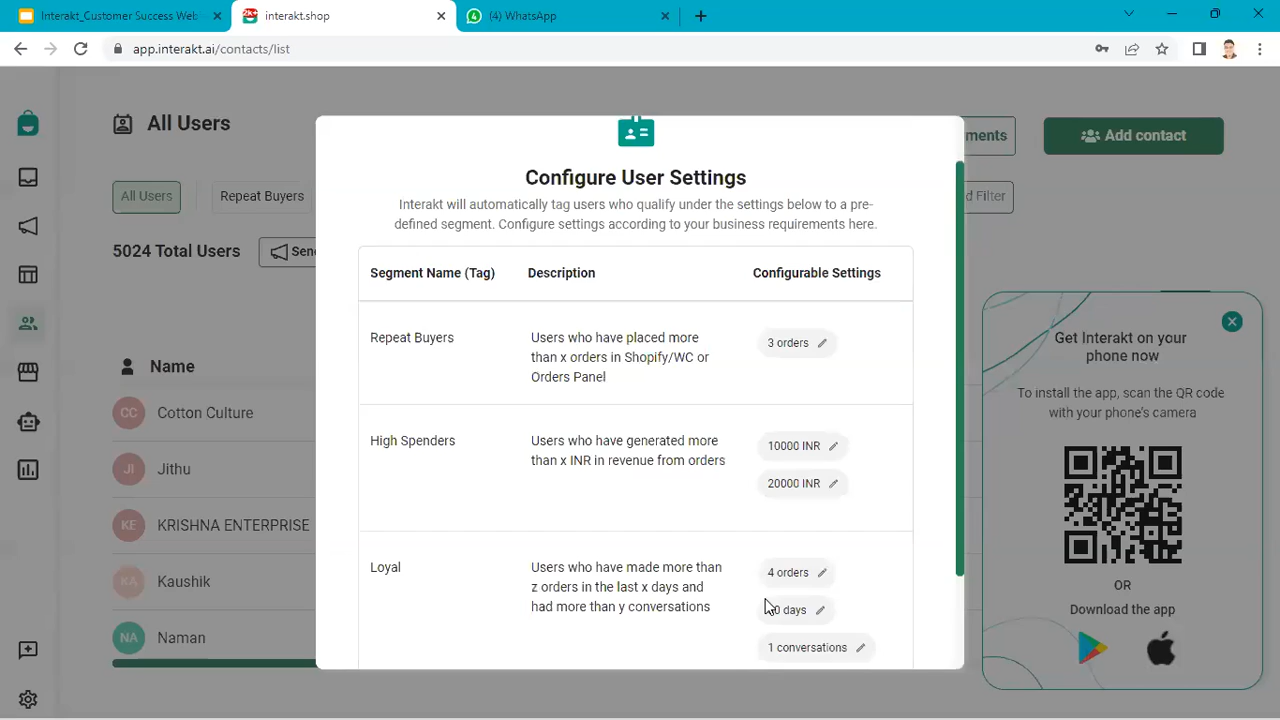 Interakt_Customer Success Web
interakt.shop
(4) WhatsApp
app.interakt.ai/contacts/list
All Users
ments
Add contact
All Users
Repeat Buyers
d Filter
5024 Total Users
Sen
Name
CC Cotton Culture
JI Jithu
KE KRISHNA ENTERPRISE
KA Kaushik
NA Naman
Configure User Settings
Interakt will automatically tag users who qualify under the settings below to a pre-
defined segment. Configure settings according to your business requirements here.
Segment Name (Tag) Description Configurable Settings
Repeat Buyers
Users who have placed more
than x orders in Shopify/WC or
Orders Panel
3 orders
High Spenders
Users who have generated more
than x INR in revenue from orders
10000 INR
20000 INR
Loyal
Users who have made more than
z orders in the last x days and
had more than y conversations
4 orders
days
1 conversations
Get Interakt on your
phone now
To install the app, scan the QR code
with your phone's camera
OR
Download the app